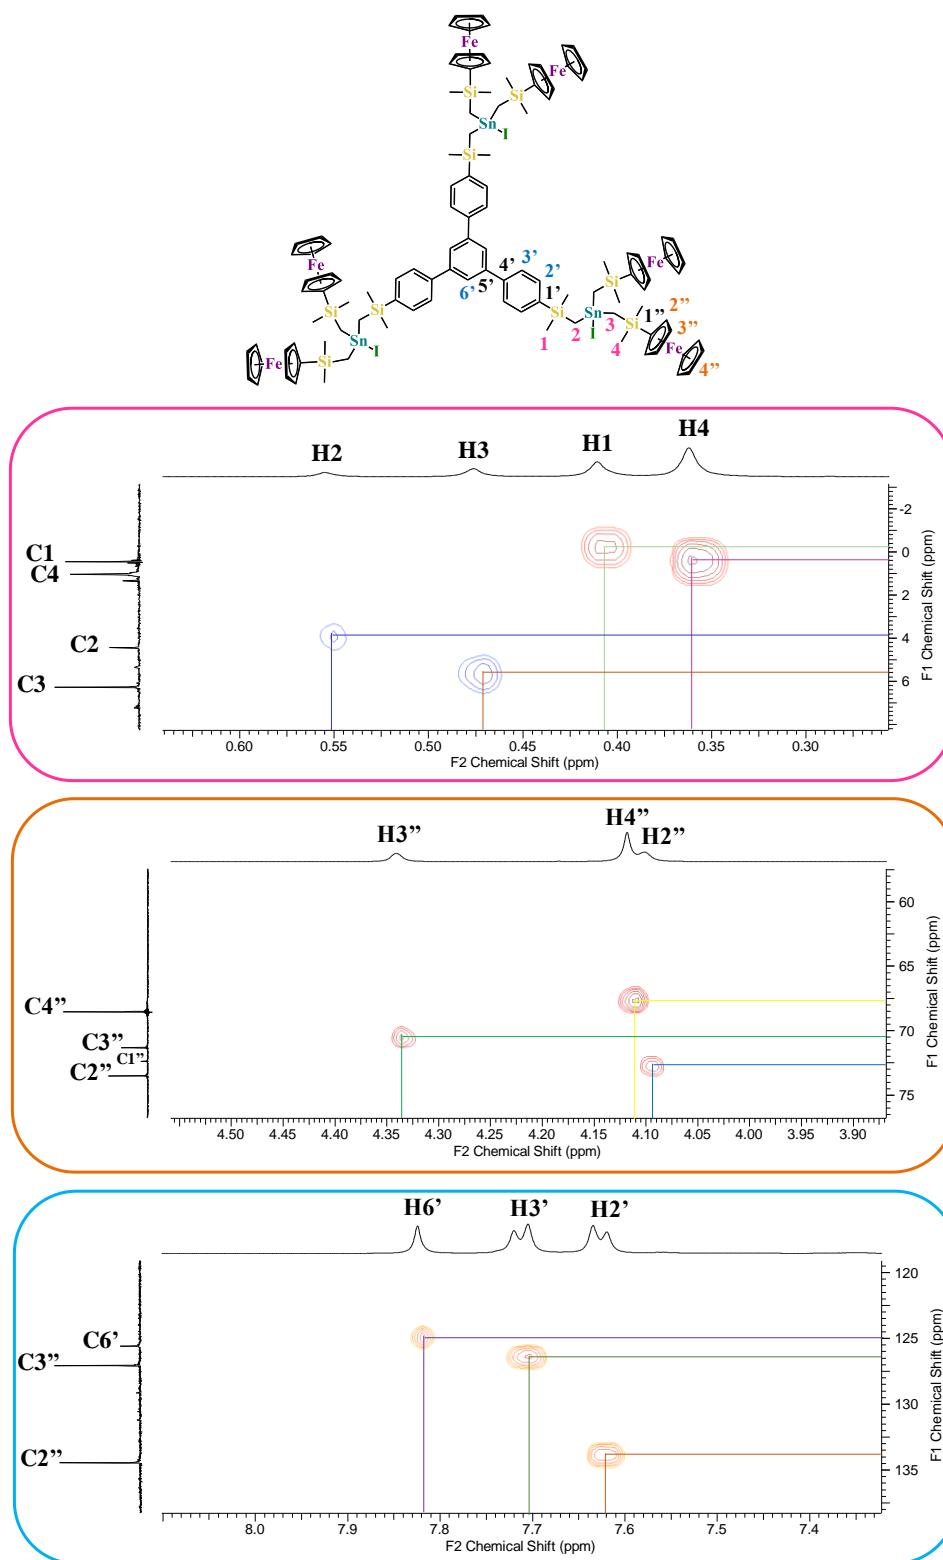 Fe
Fe
Si
Si
Sn
I
Si
Fe
Fe
3’
4’
2’
Si
Si
5’
1’
2”
6’
Si
Si
1”
Sn
3
Si
3”
Sn
I
1
2
I
4
Fe
Fe
Si
4”
H2
H3
H1
H4
C1
C4
C2
C3
-2
0
2
4
6
F1 Chemical Shift (ppm)
0.60
0.55
0.50
0.45
0.40
0.35
0.30
F2 Chemical Shift (ppm)
H3”
H4”
H2”
C4”
C3”
C1”
C2”
60
65
70
75
F1 Chemical Shift (ppm)
4.50
4.45
4.40
4.35
4.30
4.25
4.20
4.15
4.10
4.05
4.00
3.95
3.90
F2 Chemical Shift (ppm)
H6’
H3’
H2’
C6’
C3”
C2”
120
125
130
135
F1 Chemical Shift (ppm)
8.0
7.9
7.8
7.7
7.6
7.5
7.4
F2 Chemical Shift (ppm)